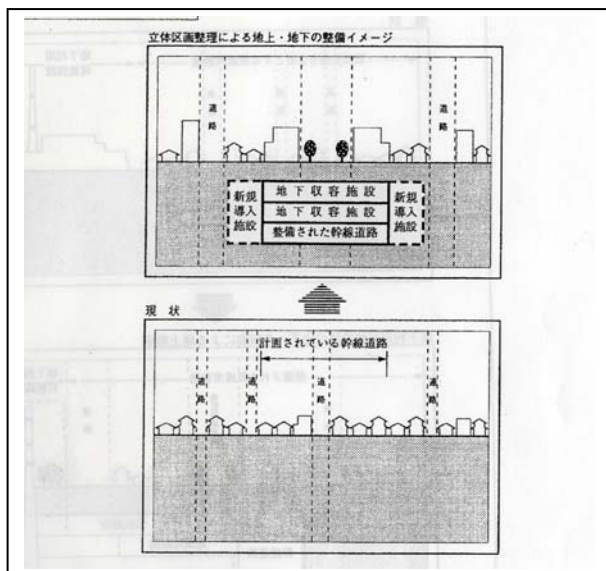 立体区画整理による地上・地下の整備イメージ
道路
道路
新規導入施設
地下収容施設
地下収容施設
整備された幹線道路
新規導入施設
現状
計画されている幹線道路
道路
道路
道路
道路